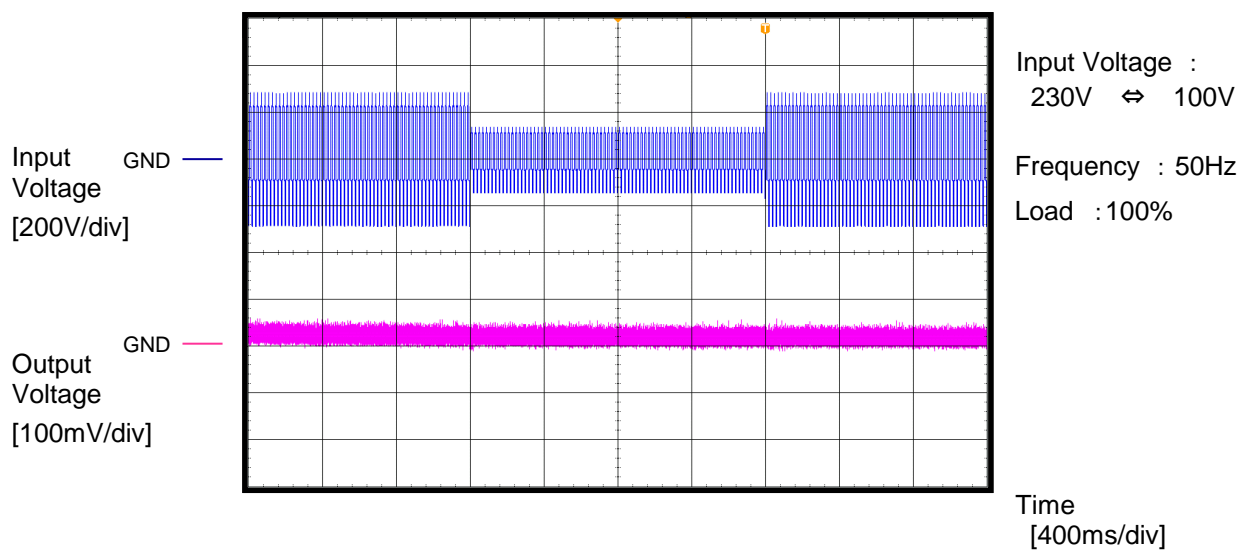 Input
Voltage
[200V/div]
GND
Output
Voltage
[100mV/div]
GND
T
Input Voltage :
230V ⇔ 100V
Frequency : 50Hz
Load :100%
Time
[400ms/div]